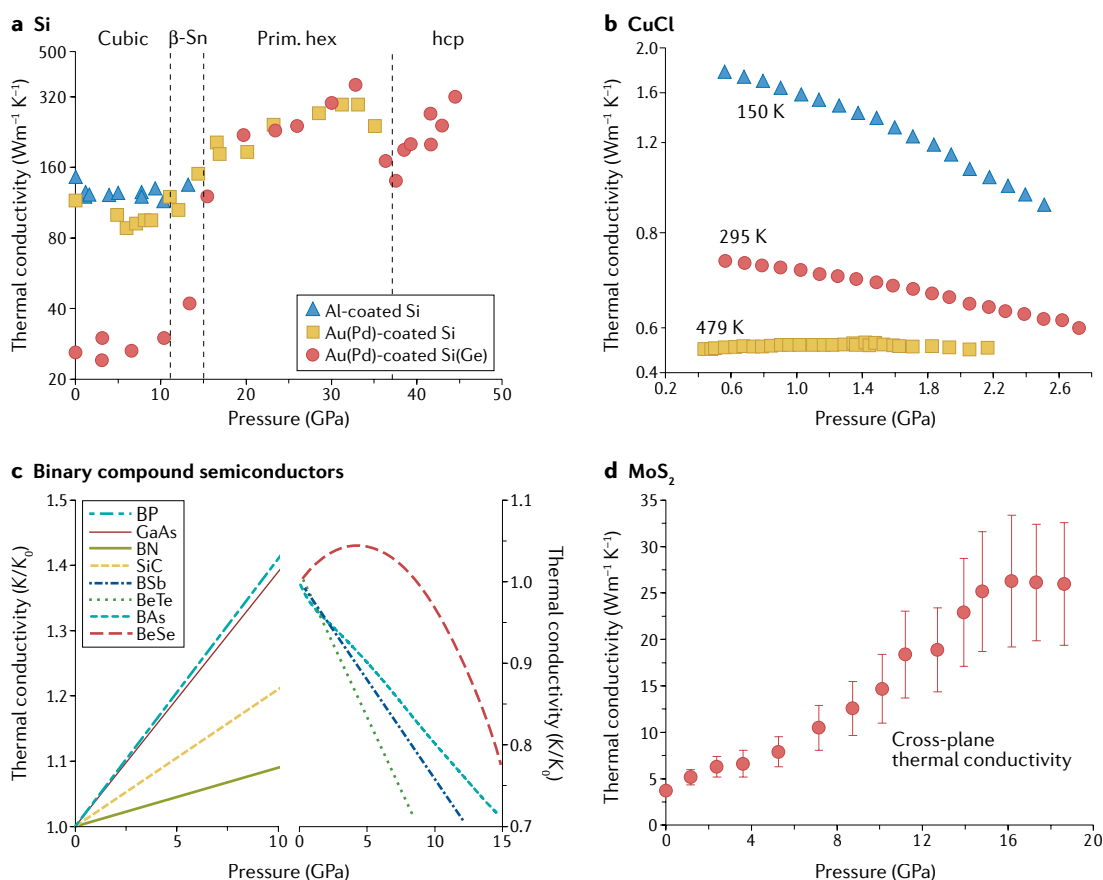 a Si
Cubic β-Sn Prim. hex hcp
500
320
160
80
40
20
Thermal conductivity (Wm⁻¹ K⁻¹)
Al-coated Si
Au(Pd)-coated Si
Au(Pd)-coated Si(Ge)
0 10 20 30 40 50
Pressure (GPa)
b CuCl
2.0
1.6
1.2
0.8
0.6
0.4
Thermal conductivity (Wm⁻¹ K⁻¹)
150 K
295 K
479 K
0.6 1.0 1.4 1.8 2.2 2.6
Pressure (GPa)
c Binary compound semiconductors
1.5
1.4
1.3
1.2
1.1
1.0
Thermal conductivity (K/K₀)
BP
GaAs
BN
SiC
BSb
BeTe
BAs
BeSe
0 5 10
Pressure (GPa)
1.1
1.0
0.9
0.8
0.7
Thermal conductivity (K/K₀)
0 5 10 15
Pressure (GPa)
d MoS₂
35
30
25
20
15
10
5
0
Thermal conductivity (Wm⁻¹ K⁻¹)
Cross-plane
thermal conductivity
0 4 8 12 16 20
Pressure (GPa)